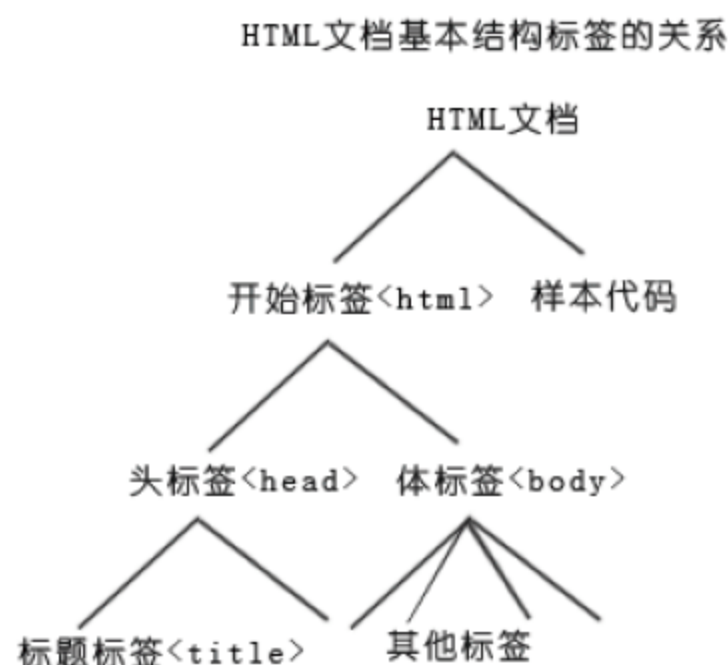 HTML文档基本结构标签的关系
HTML文档
开始标签<html> 样本代码
头标签<head> 体标签<body>
标题标签<title> 其他标签